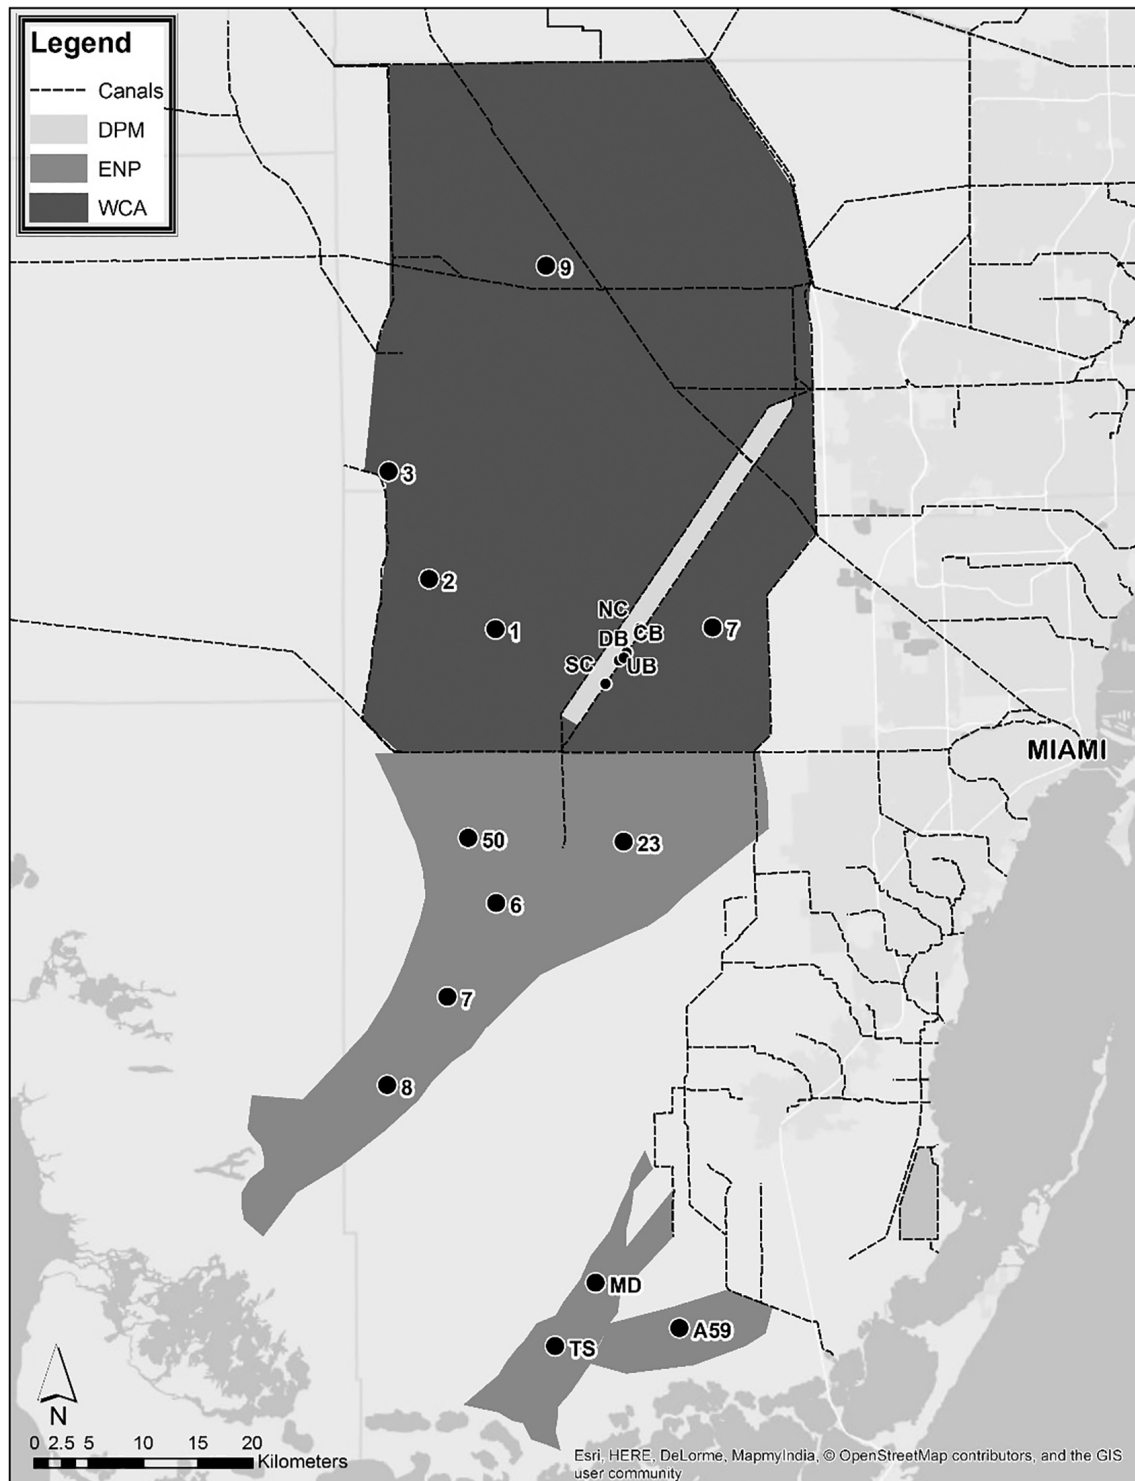 Legend
Canals
DPM
ENP
WCA
9
3
2
1
NC
CB
DB
7
SC
UB
MIAMI
50
23
6
7
8
MD
A59
TS
N
0 2.5 5 10 15 20
Kilometers
Esri, HERE, DeLorme, MapmyIndia, © OpenStreetMap contributors, and the GIS
user community